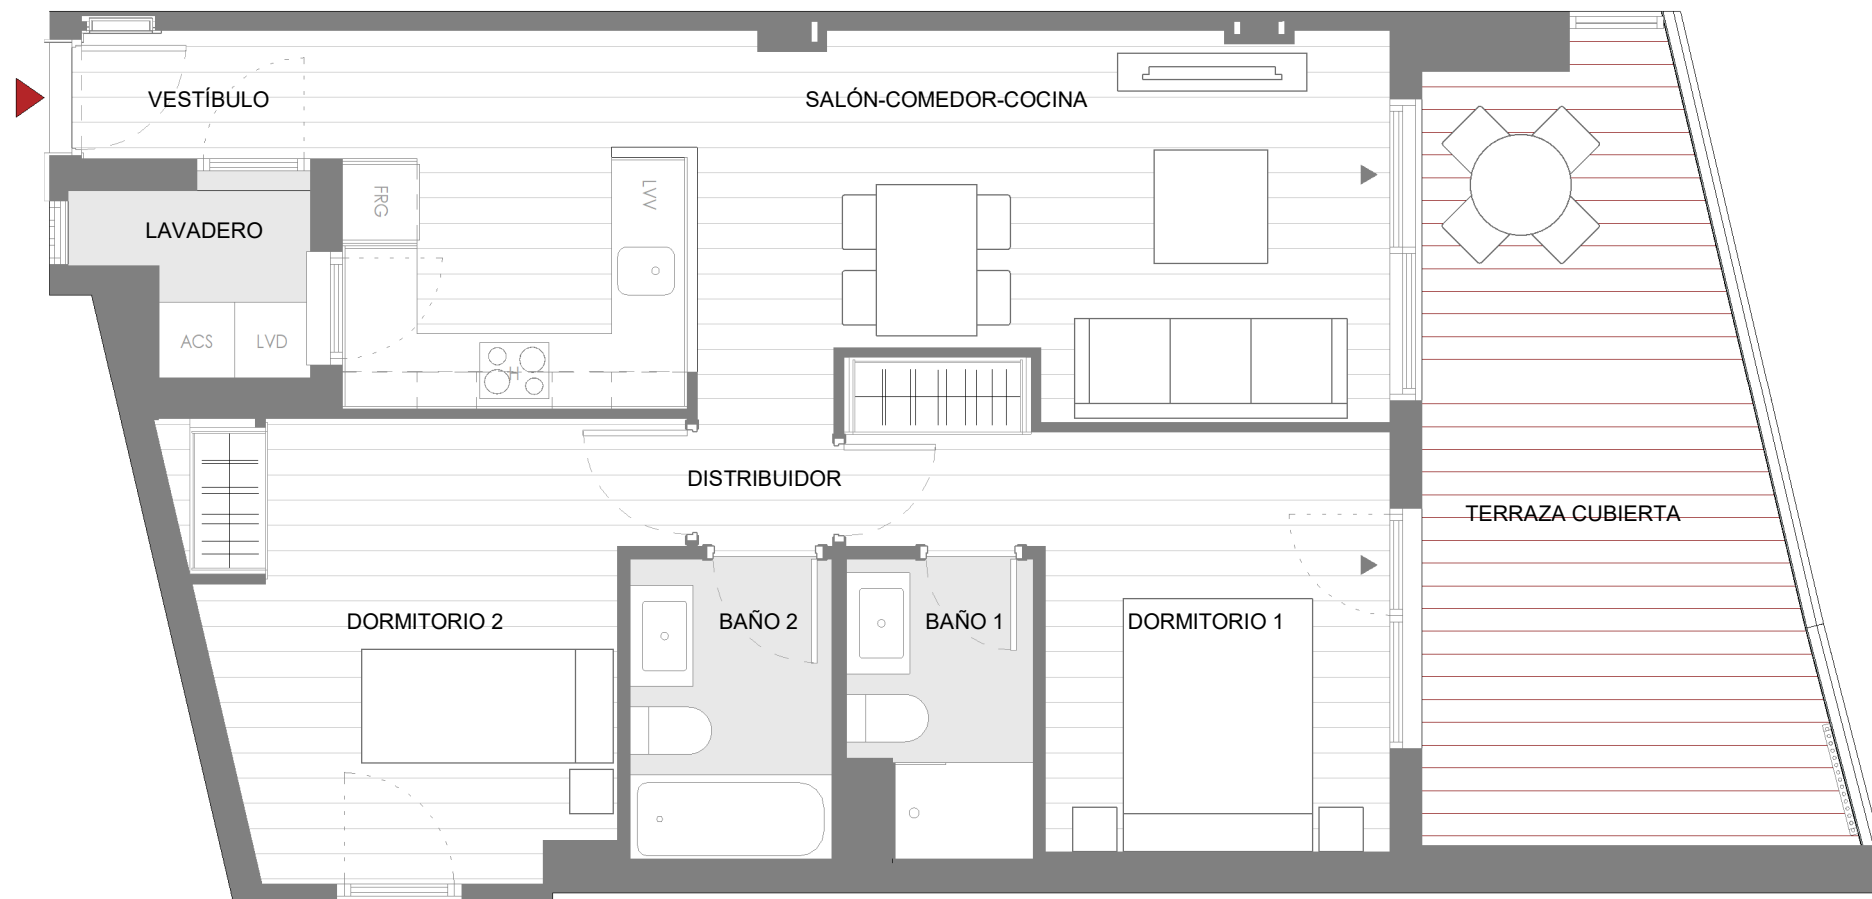 VESTÍBULO
SALÓN-COMEDOR-COCINA
FRG
LVV
LAVADERO
ACS
LVD
H
DISTRIBUIDOR
TERRAZA CUBIERTA
DORMITORIO 2
BAÑO 2
BAÑO 1
DORMITORIO 1